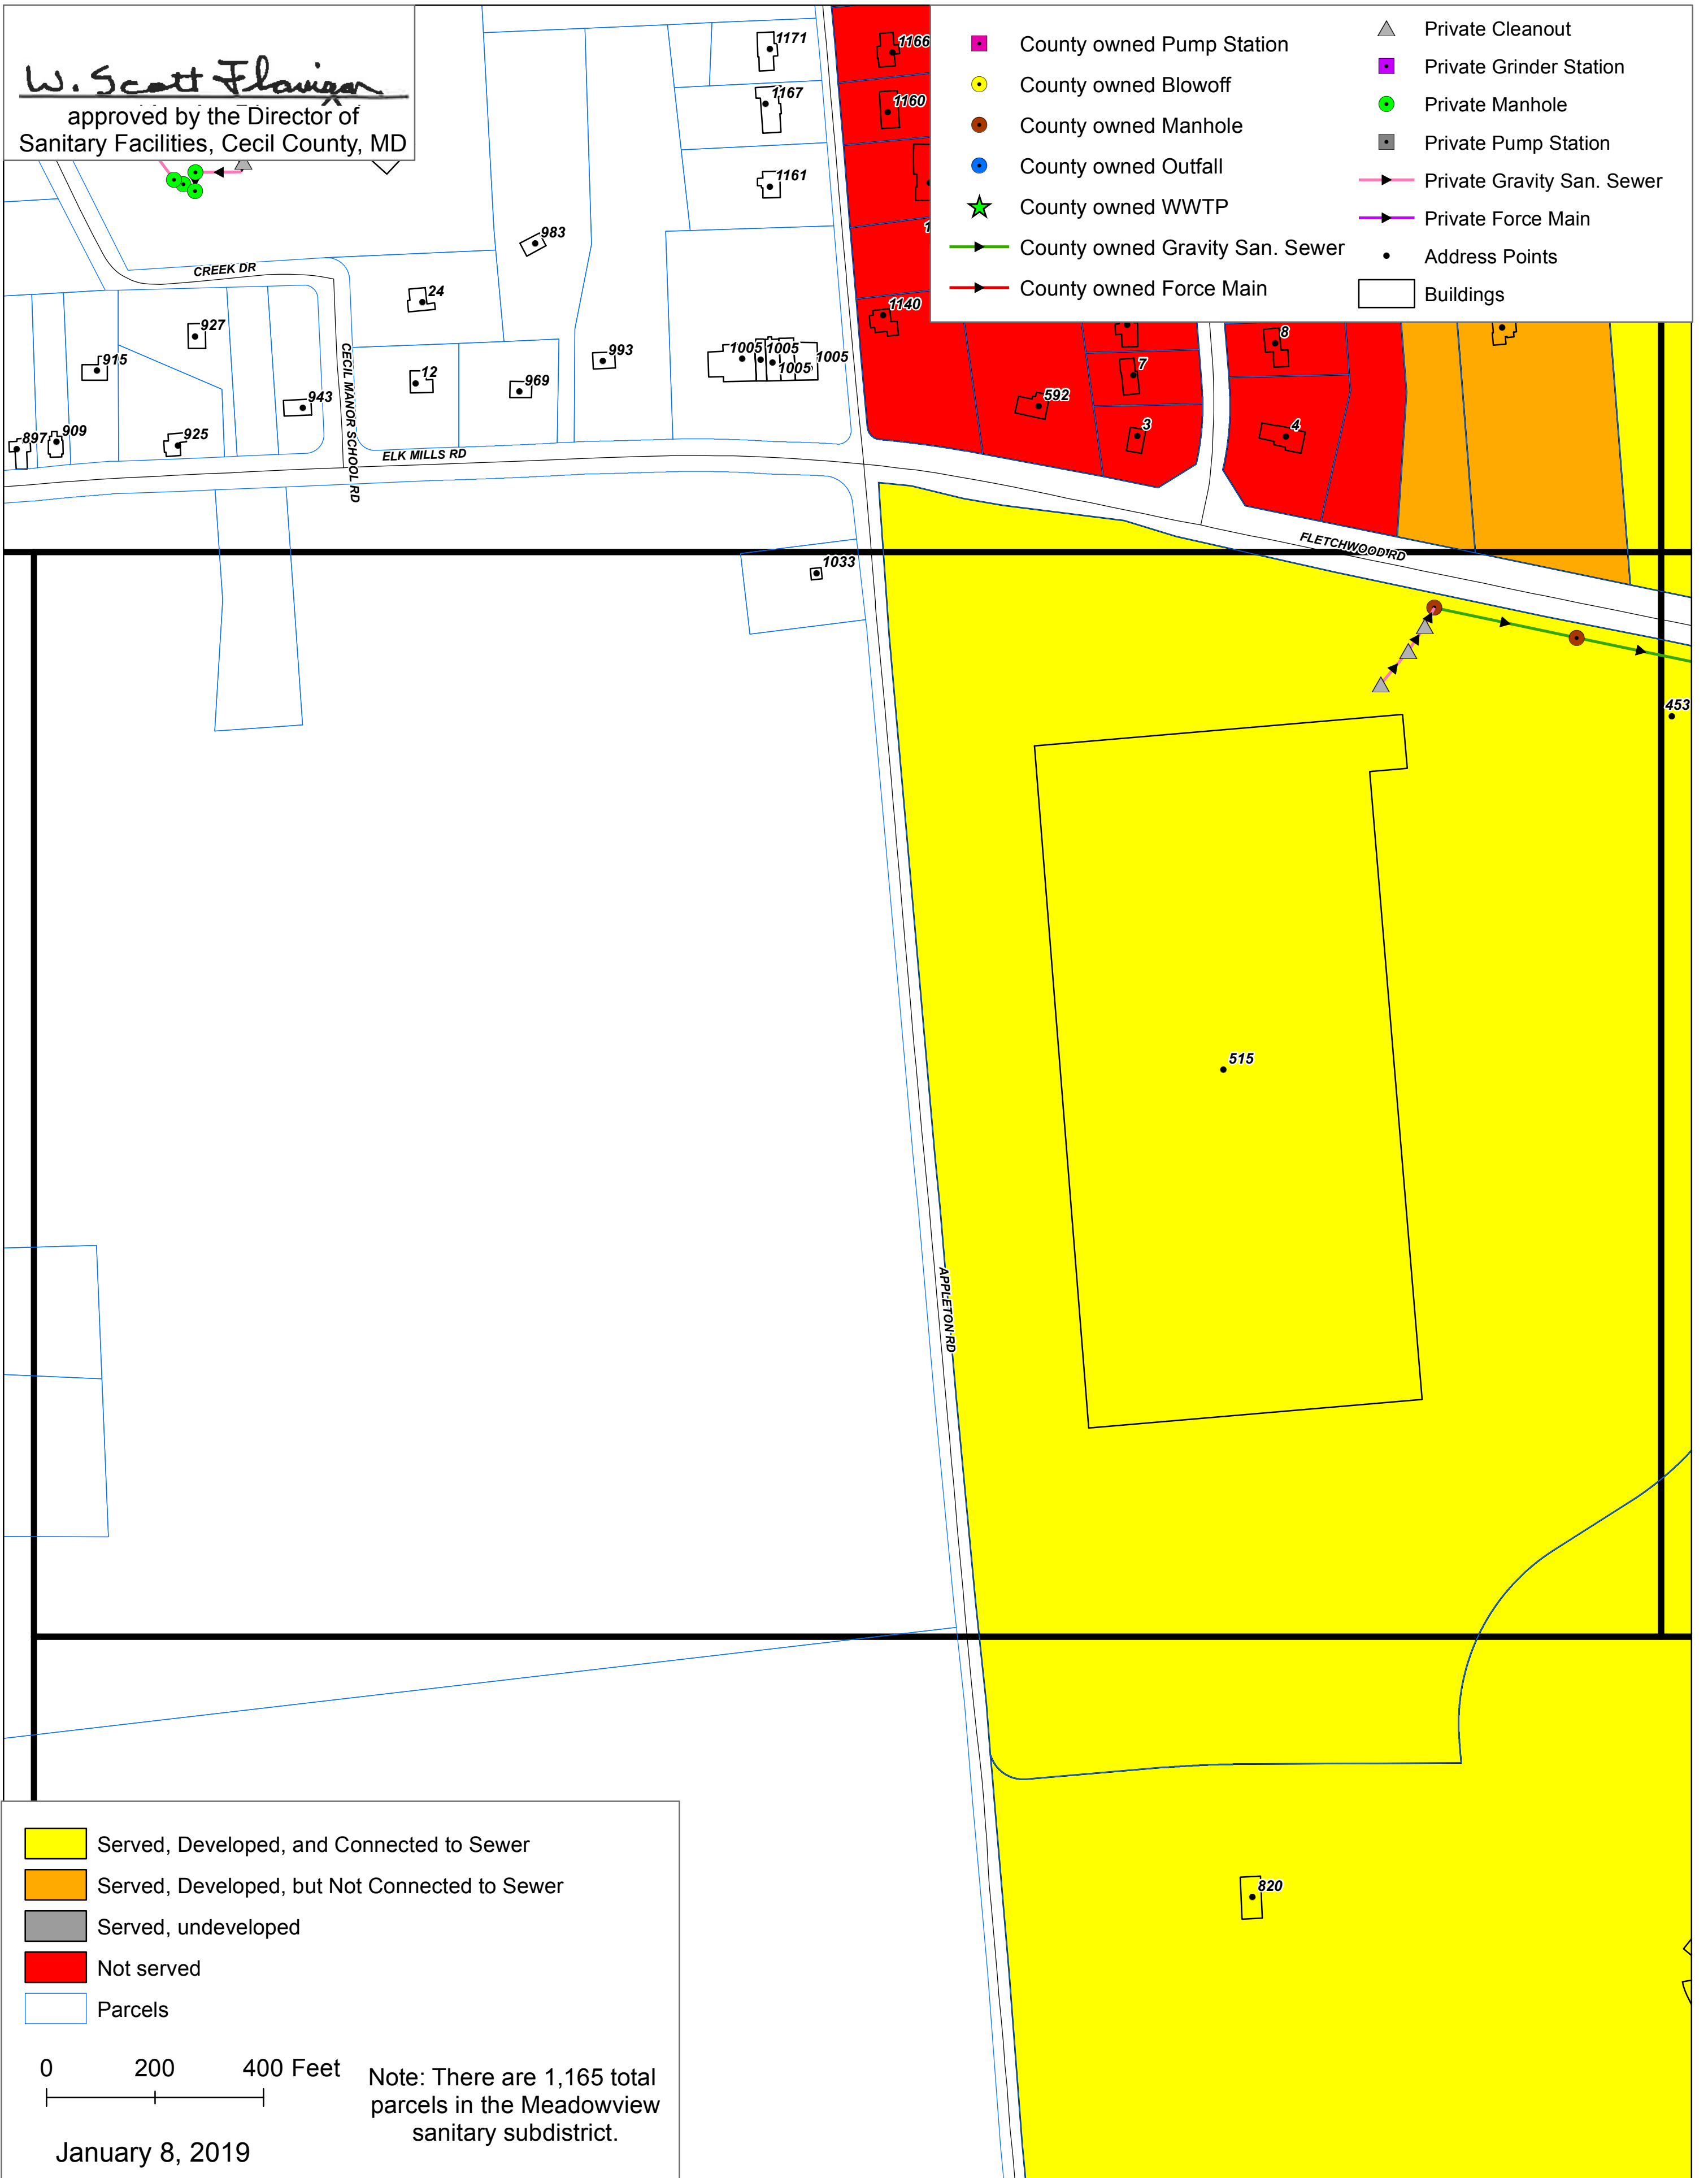 W. Scott Flanigan
approved by the Director of
Sanitary Facilities, Cecil County, MD
County owned Pump Station
County owned Blowoff
County owned Manhole
County owned Outfall
County owned WWTP
County owned Gravity San. Sewer
County owned Force Main
Private Cleanout
Private Grinder Station
Private Manhole
Private Pump Station
Private Gravity San. Sewer
Private Force Main
Address Points
Buildings
1171
1166
1167
1160
1161
983
CREEK DR
24
1140
927
915
943
CECIL MANOR SCHOOL RD
12
969
993
1005
1005
1005
1005
592
7
8
3
4
897
909
925
ELK MILLS RD
FLETCHWOOD RD
1033
453
515
APPLETON RD
820
Served, Developed, and Connected to Sewer
Served, Developed, but Not Connected to Sewer
Served, undeveloped
Not served
Parcels
0 200 400 Feet
Note: There are 1,165 total
parcels in the Meadowview
sanitary subdistrict.
January 8, 2019